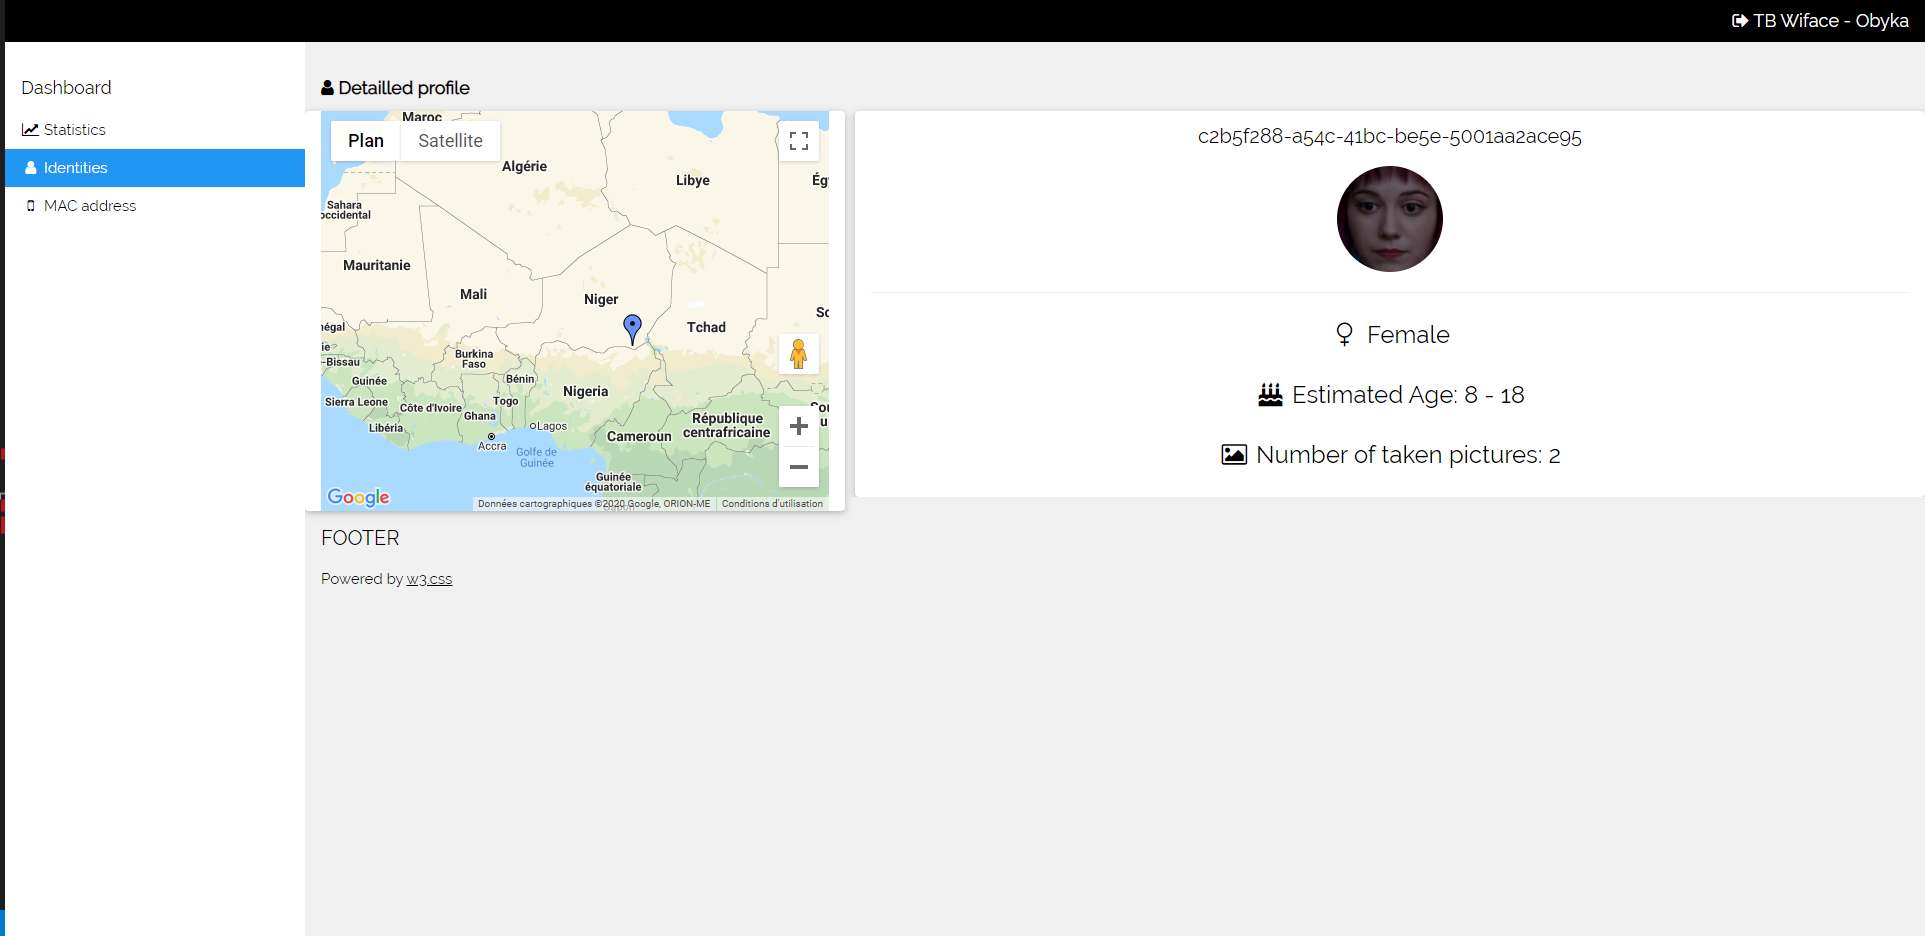 TB Wiface - Obyka
Dashboard
Statistics
Identities
MAC address
Detailled profile
Plan
Satellite
Maroc
Algérie
Libye
Ég
Sahara
occidental
Mauritanie
Mali
Niger
Tchad
So
négal
ie
-Bissau
Burkina
Faso
Guinée
Bénin
Nigeria
Sierra Leone
Côte d'Ivoire
Togo
Ghana
Libéria
Lagos
Accra
Cameroun
République
centrafricaine
Sou
Golfe de
Guinée
Guinée
équatoriale
Google
Données cartographiques ©2020 Google, ORION-ME
Conditions d'utilisation
c2b5f288-a54c-41bc-be5e-5001aa2ace95
Female
Estimated Age: 8 - 18
Number of taken pictures: 2
FOOTER
Powered by w3.css